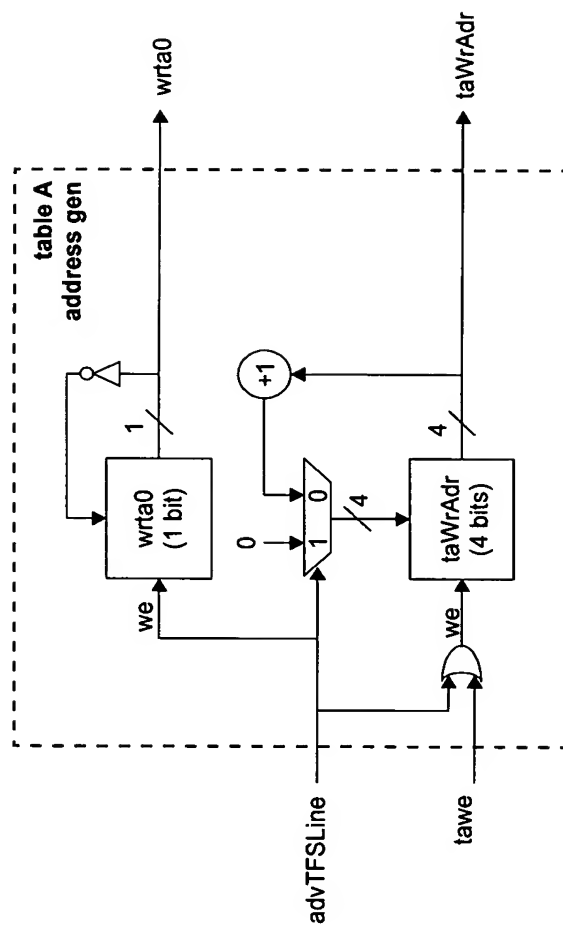 table A
address gen
wrta0
1
wrta0
(1 bit)
we
+1
0
1 0
4
4
taWrAdr
taWrAdr
(4 bits)
we
advTFSLine
tawe